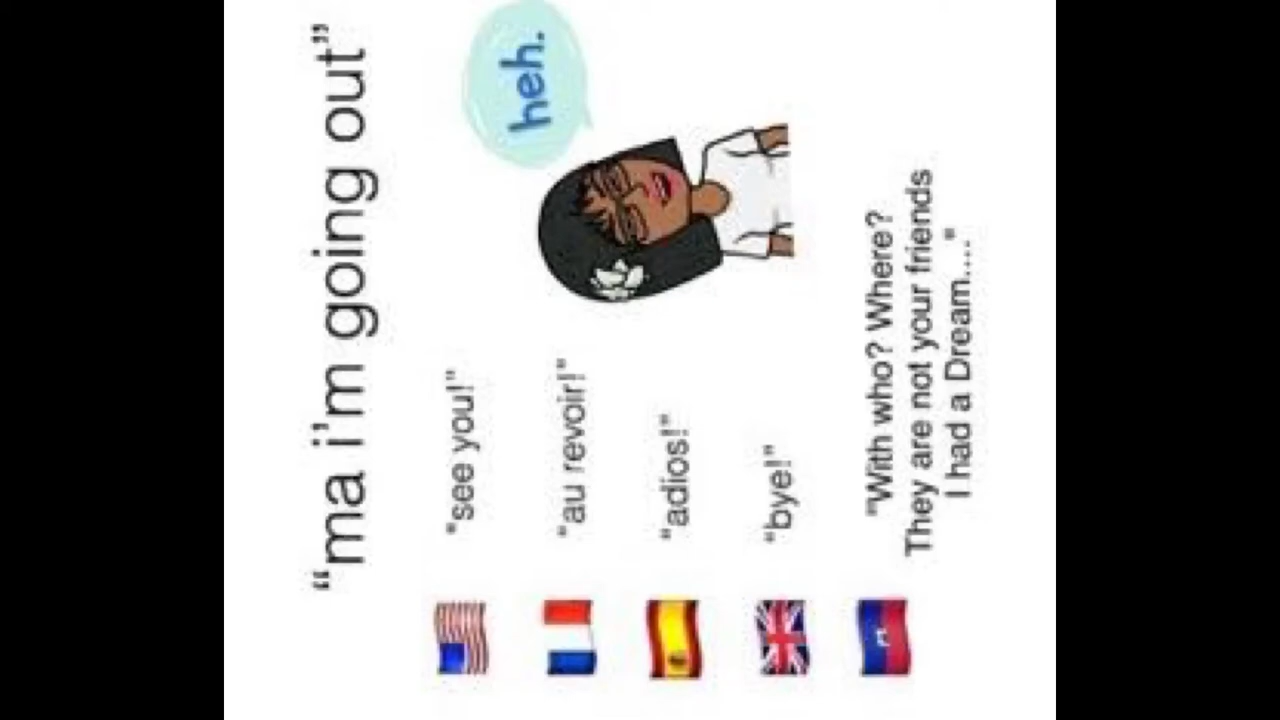 “ma i’m going out”
heh.
"see you!"
"au revoir!"
"adios!"
"bye!"
"With who? Where?
They are not your friends
I had a Dream...."